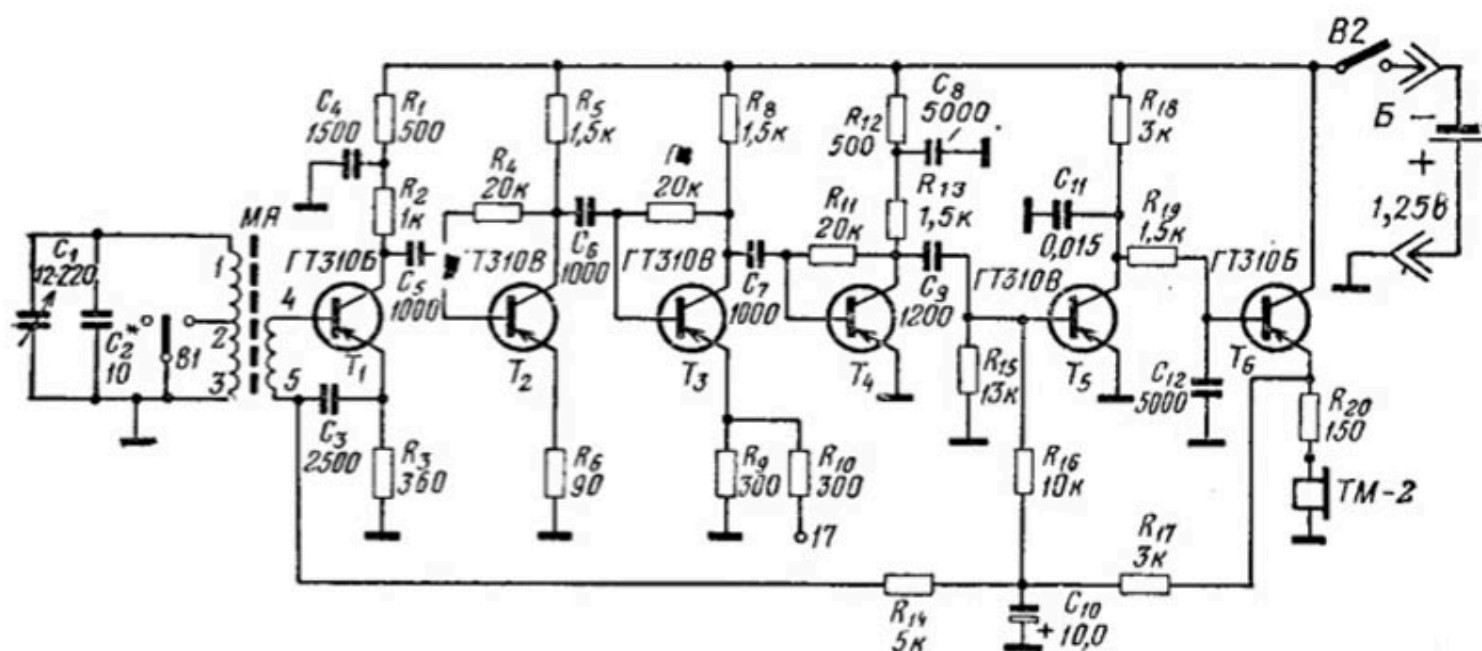 B2
C4
1500
R1
500
R5
1,5к
R8
1,5к
R12
500
C8
5000
R18
3к
Б
−
+
1,25В
R2
1к
R4
20к
20к
R11
20к
R13
1,5к
C11
0,015
R19
1,5к
МА
C1
12-220
1
2
3
4
5
C2*
10
В1
ГТ310Б
C5
1000
ГТ310В
C6
1000
ГТ310В
C7
1000
C9
1200
ГТ310В
ГТ310Б
T1
T2
T3
T4
T5
T6
C3
2500
R3
360
R6
90
R9
300
R10
300
17
R15
13к
R16
10к
C12
5000
R20
150
ТМ-2
R14
5к
C10
+ 10,0
R17
3к